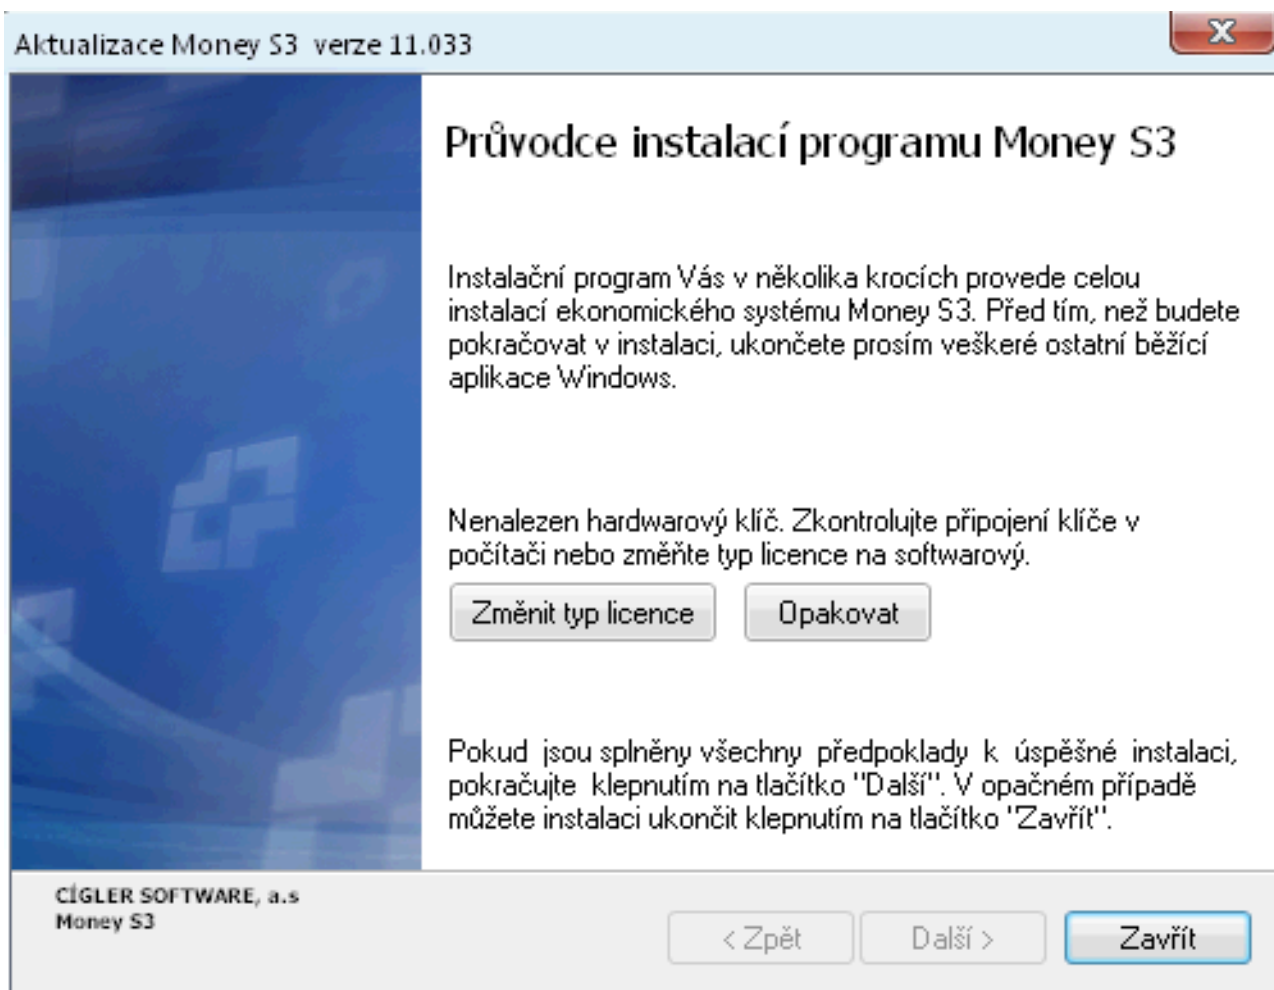 Aktualizace Money S3 verze 11.033
Průvodce instalací programu Money S3
Instalační program Vás v několika krocích provede celou
instalací ekonomického systému Money S3. Před tím, než budete
pokračovat v instalaci, ukončete prosím veškeré ostatní běžící
aplikace Windows.
Nenalezen hardwarový klíč. Zkontrolujte připojení klíče v
počítači nebo změňte typ licence na softwarový.
Změnit typ licence
Opakovat
Pokud jsou splněny všechny předpoklady k úspěšné instalaci,
pokračujte klepnutím na tlačítko "Další". V opačném případě
můžete instalaci ukončit klepnutím na tlačítko "Zavřít".
CÍGLER SOFTWARE, a.s
Money S3
< Zpět
Další >
Zavřít